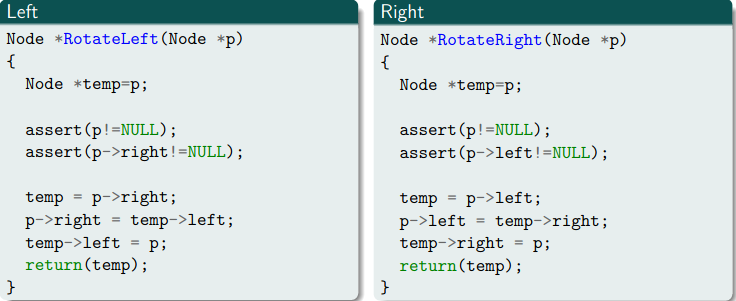 Left
Node *RotateLeft(Node *p)
{
  Node *temp=p;

  assert(p!=NULL);
  assert(p->right!=NULL);

  temp = p->right;
  p->right = temp->left;
  temp->left = p;
  return(temp);
}
Right
Node *RotateRight(Node *p)
{
  Node *temp=p;

  assert(p!=NULL);
  assert(p->left!=NULL);

  temp = p->left;
  p->left = temp->right;
  temp->right = p;
  return(temp);
}